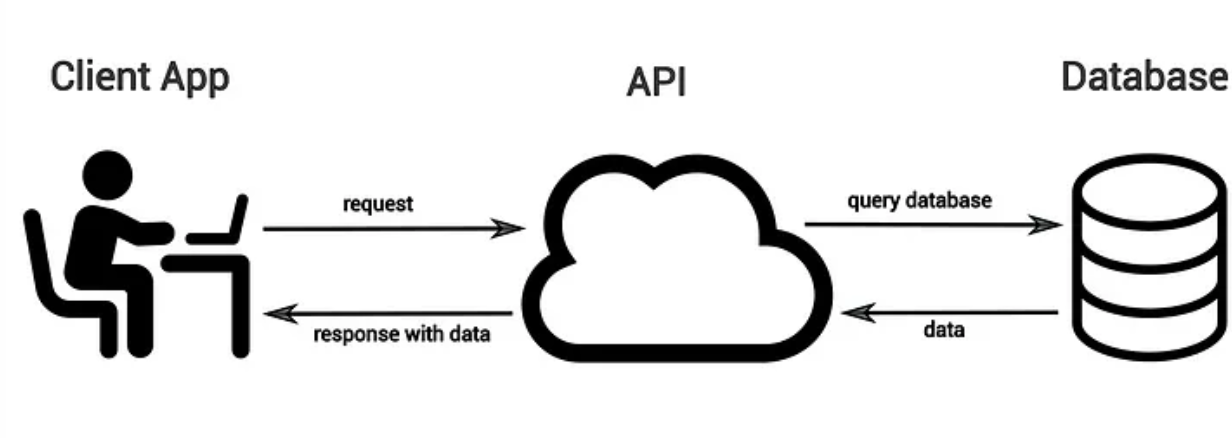 Client App
API
Database
request
query database
response with data
data